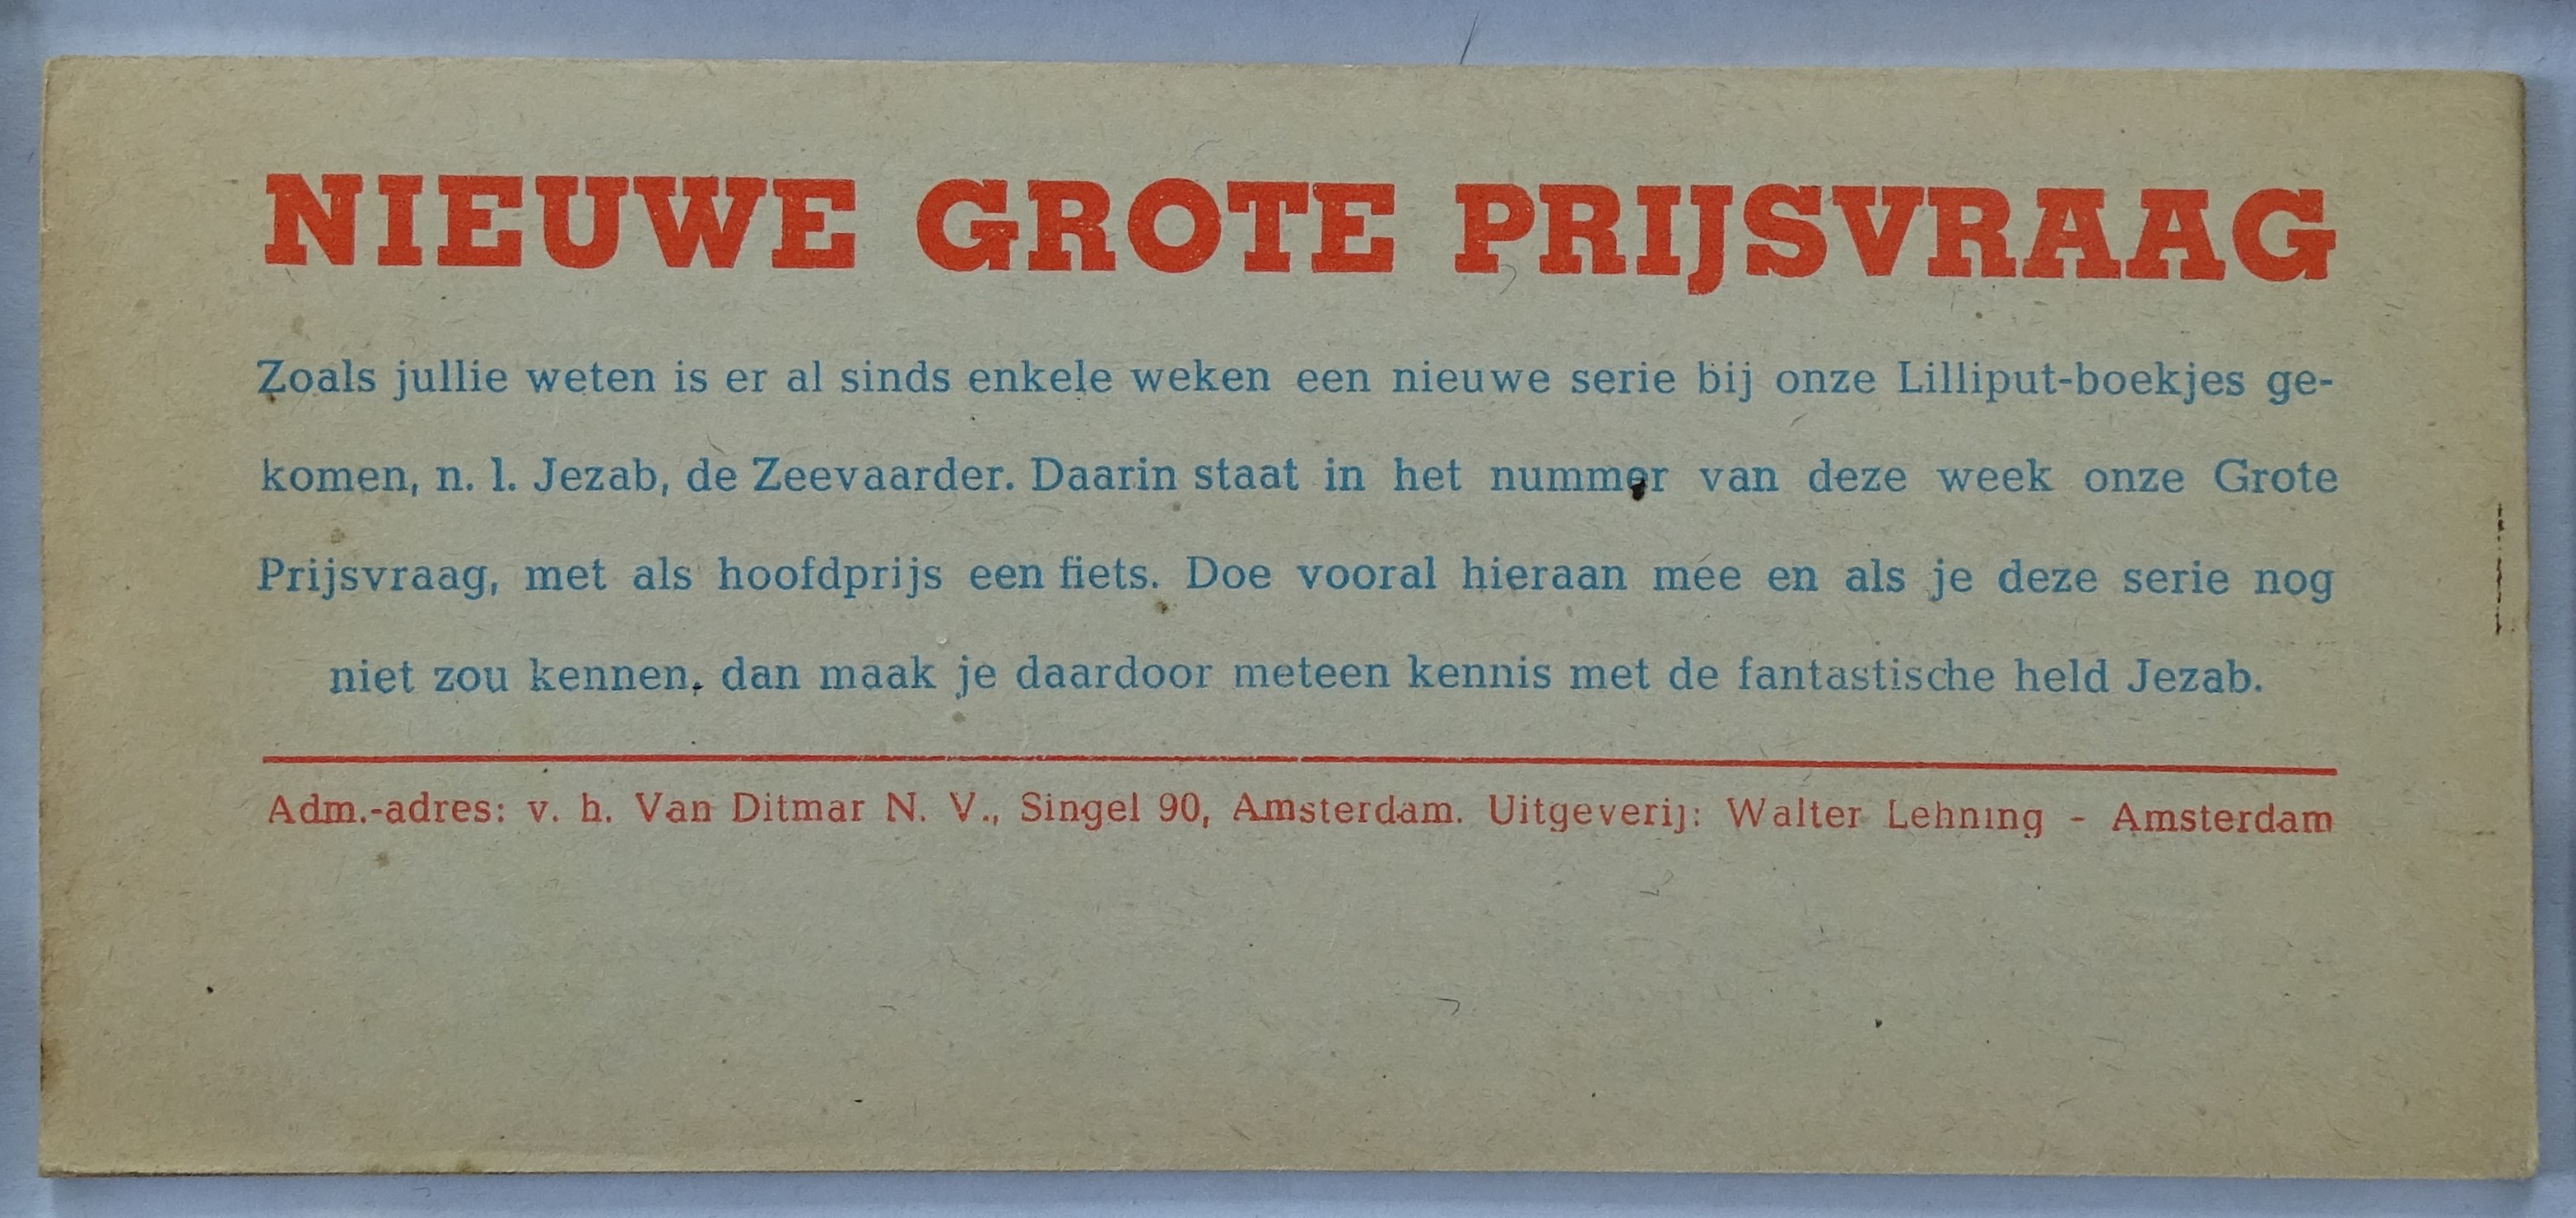 NIEUWE GROTE PRIJSVRAAG
Zoals jullie weten is er al sinds enkele weken een nieuwe serie bij onze Lilliput-boekjes ge-
komen, n. l. Jezab, de Zeevaarder. Daarin staat in het nummer van deze week onze Grote
Prijsvraag, met als hoofdprijs een fiets. Doe vooral hieraan mee en als je deze serie nog
niet zou kennen, dan maak je daardoor meteen kennis met de fantastische held Jezab.
Adm.-adres: v. h. Van Ditmar N. V., Singel 90, Amsterdam. Uitgeverij: Walter Lehning - Amsterdam